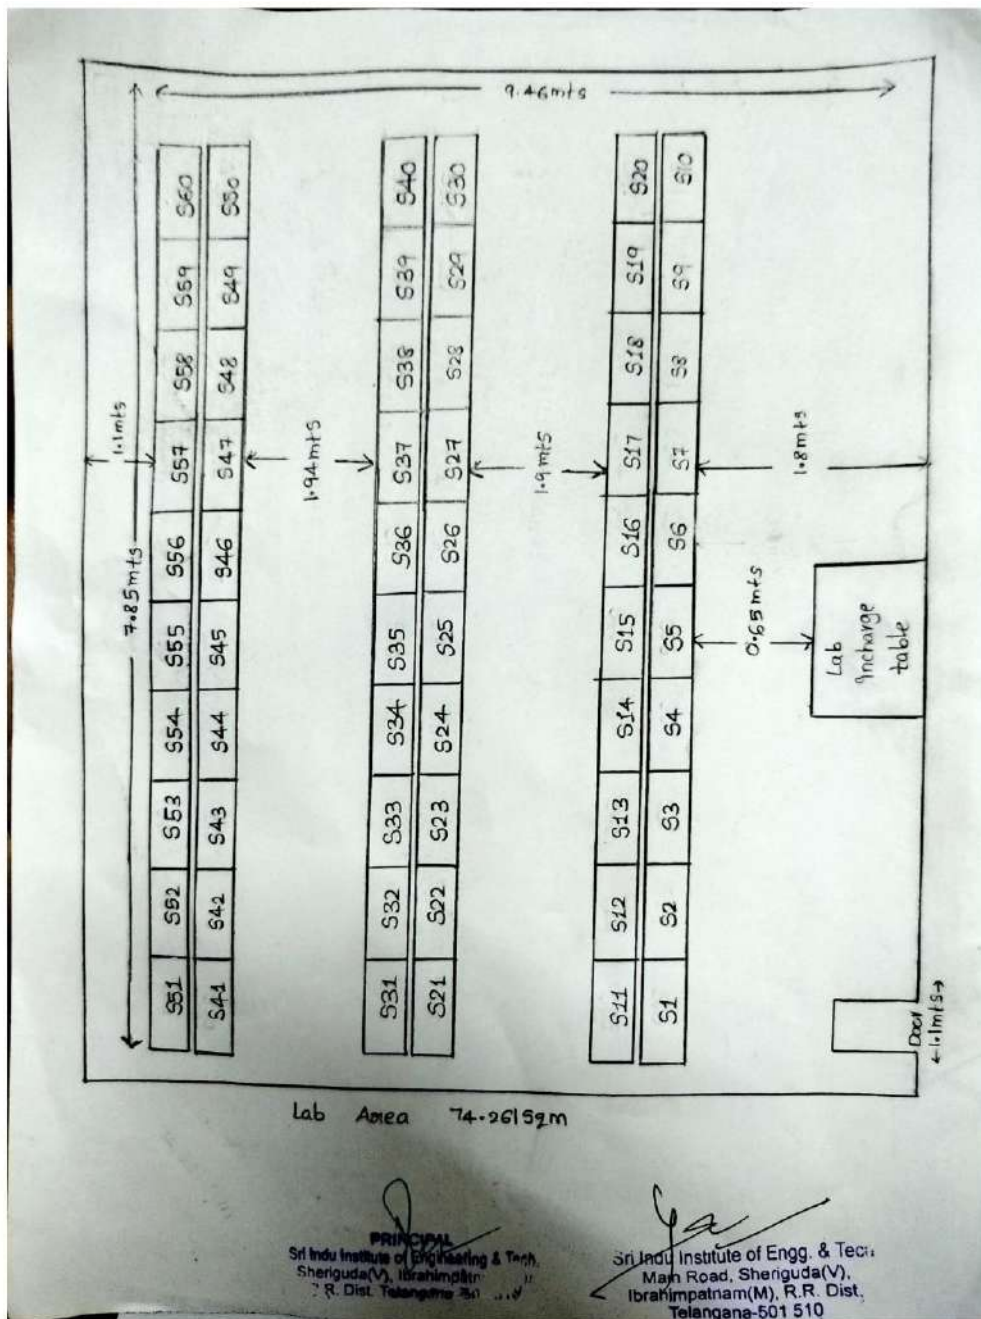 9.46mts
7.85mts
1.1mts
S60 S50
S59 S49
S58 S48
S57 S47
S56 S46
S55 S45
S54 S44
S53 S43
S52 S42
S51 S41
1.94mts
S40 S30
S39 S29
S38 S28
S37 S27
S36 S26
S35 S25
S34 S24
S33 S23
S32 S22
S31 S21
1.9mts
S20 S10
S19 S9
S18 S8
S17 S7
S16 S6
S15 S5
S14 S4
S13 S3
S12 S2
S11 S1
1.8mts
0.65mts
Lab
Incharge
table
Door
1.1mts
Lab Area 74.261Sqm
PRINCIPAL
Sri Indu Institute of Engineering & Tech.
Sheriguda(V),
R. Dist. Telangana
Sri Indu Institute of Engg. & Tech
Main Road, Sheriguda(V),
Ibrahimpatnam(M), R.R. Dist.
Telangana-501 510